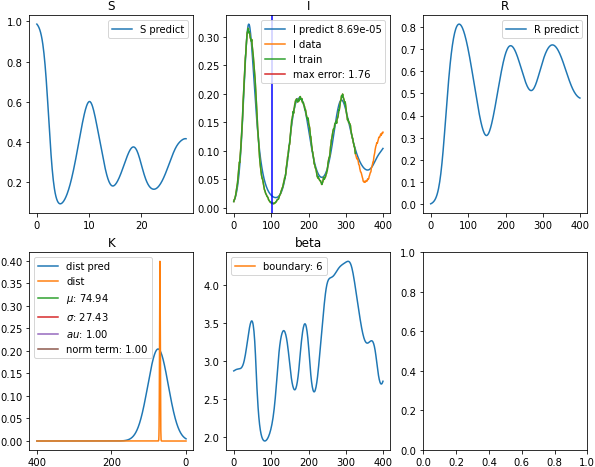 S
I
R
S predict
I predict 8.69e-05
I data
I train
max error: 1.76
R predict
1.0
0.8
0.6
0.4
0.2
0 10 20
0.30
0.25
0.20
0.15
0.10
0.05
0.00
0 100 200 300 400
0.8
0.7
0.6
0.5
0.4
0.3
0.2
0.1
0.0
0 100 200 300 400
K
beta
dist pred
dist
μ: 74.94
σ: 27.43
au: 1.00
norm term: 1.00
boundary: 6
0.40
0.35
0.30
0.25
0.20
0.15
0.10
0.05
0.00
400 200 0
4.0
3.5
3.0
2.5
2.0
0 100 200 300 400
1.0
0.8
0.6
0.4
0.2
0.0
0.0 0.2 0.4 0.6 0.8 1.0